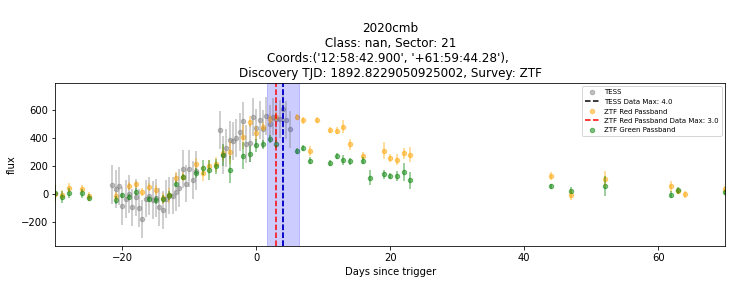 2020cmb
Class: nan, Sector: 21
Coords:('12:58:42.900', '+61:59:44.28'),
Discovery TJD: 1892.8229050925002, Survey: ZTF
TESS
TESS Data Max: 4.0
ZTF Red Passband
ZTF Red Passband Data Max: 3.0
ZTF Green Passband
flux
600
400
200
0
−200
−20
0
20
40
60
Days since trigger